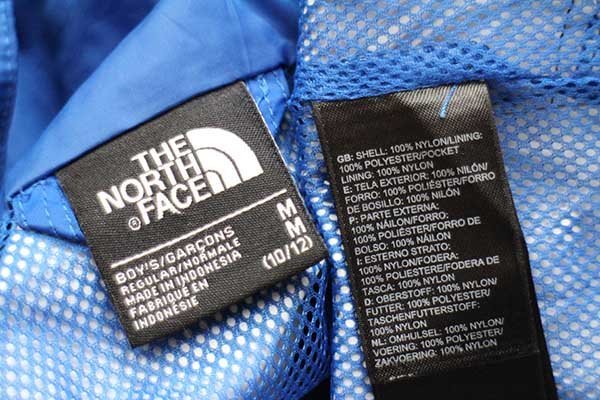 THE
NORTH
FACE
®
BOY'S/GARÇONS M
REGULAR/NORMALE M
MADE IN INDONESIA (10/12)
FABRIQUÉ EN
INDONÉSIE
GB: SHELL: 100% NYLON/LINING:
100% POLYESTER/POCKET
LINING: 100% NYLON
E: TELA EXTERIOR: 100% NILÓN/
FORRO: 100% POLIÉSTER/FORRO
DE BOLSILLO: 100% NILÓN
P: PARTE EXTERNA:
100% NÁILON/FORRO:
100% POLIÉSTER/FORRO DE
BOLSO: 100% NÁILON
I: ESTERNO STRATO:
100% NYLON/FODERA:
100% POLIESTERE/FODERA DE
TASCA: 100% NYLON
D: OBERSTOFF: 100% NYLON/
FUTTER: 100% POLYESTER/
TASCHENFUTTERSTOFF:
100% NYLON
NL: OMHULSEL: 100% NYLON/
VOERING: 100% POLYESTER/
ZAKVOERING: 100% NYLON